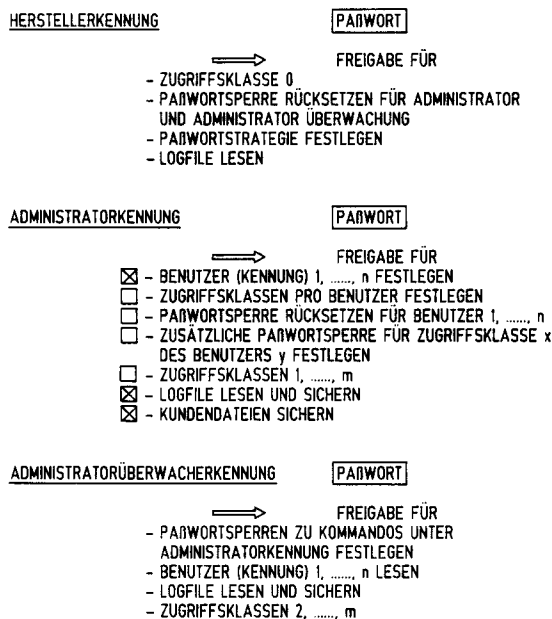 HERSTELLERKENNUNG PAßWORT
FREIGABE FÜR
- ZUGRIFFSKLASSE 0
- PAßWORTSPERRE RÜCKSETZEN FÜR ADMINISTRATOR
UND ADMINISTRATOR ÜBERWACHUNG
- PAßWORTSTRATEGIE FESTLEGEN
- LOGFILE LESEN
ADMINISTRATORKENNUNG PAßWORT
FREIGABE FÜR
- BENUTZER (KENNUNG) 1, ......, n FESTLEGEN
- ZUGRIFFSKLASSEN PRO BENUTZER FESTLEGEN
- PAßWORTSPERRE RÜCKSETZEN FÜR BENUTZER 1, ......, n
- ZUSÄTZLICHE PAßWORTSPERRE FÜR ZUGRIFFSKLASSE x
DES BENUTZERS y FESTLEGEN
- ZUGRIFFSKLASSEN 1, ......, m
- LOGFILE LESEN UND SICHERN
- KUNDENDATEIEN SICHERN
ADMINISTRATORÜBERWACHERKENNUNG PAßWORT
FREIGABE FÜR
- PAßWORTSPERREN ZU KOMMANDOS UNTER
ADMINISTRATORKENNUNG FESTLEGEN
- BENUTZER (KENNUNG) 1, ......, n LESEN
- LOGFILE LESEN UND SICHERN
- ZUGRIFFSKLASSEN 2, ......, m